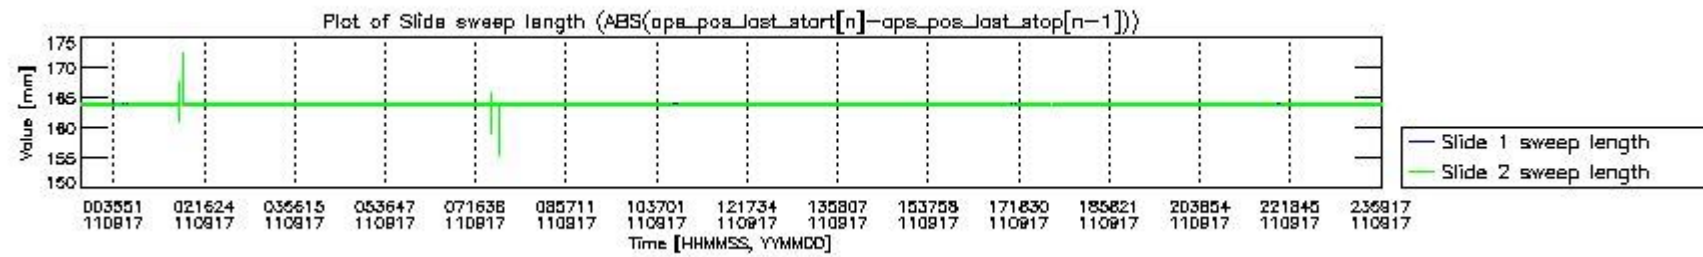 Plot of Slide sweep length (ABS(aps_pos_last_start[n]-aps_pos_last_stop[n-1]))
175
170
165
160
155
150
Value [mm]
003551 021624 035615 053647 071638 085711 103701 121734 135807 153758 171830 185821 203854 221845 235917
110917 110917 110917 110917 110917 110917 110917 110917 110917 110917 110917 110917 110917 110917 110917
Time [HHMMSS, YYMMDD]
Slide 1 sweep length
Slide 2 sweep length